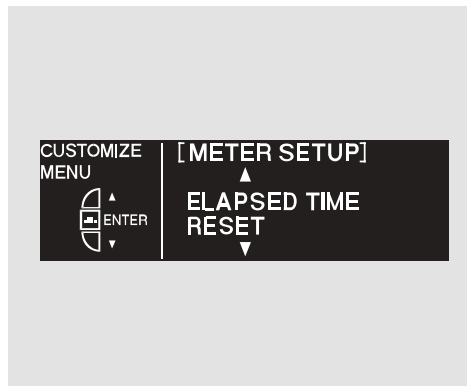 CUSTOMIZE
MENU
ENTER
[METER SETUP]
ELAPSED TIME
RESET